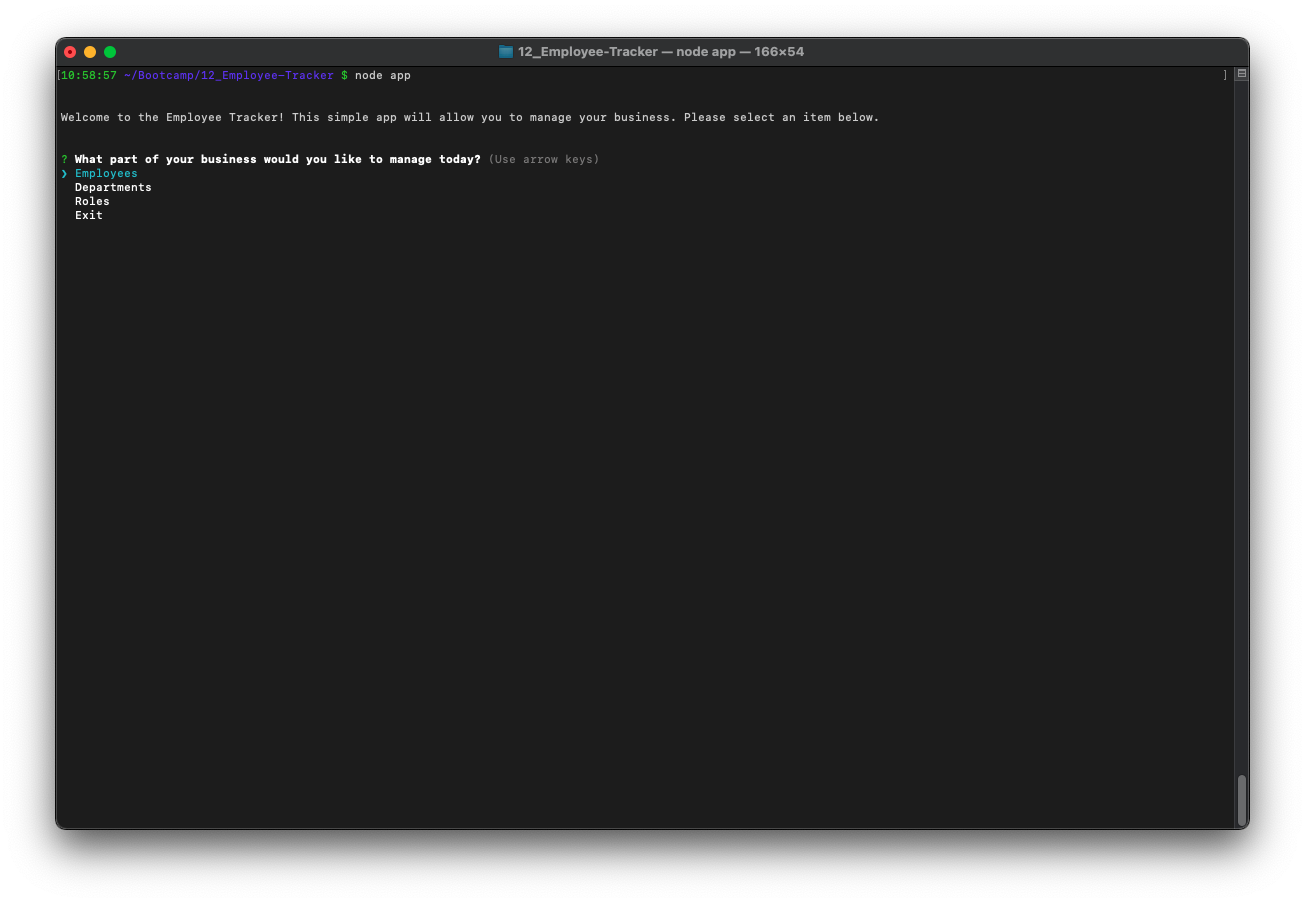 12_Employee-Tracker — node app — 166×54
[10:58:57 ~/Bootcamp/12_Employee-Tracker $ node app ]
Welcome to the Employee Tracker! This simple app will allow you to manage your business. Please select an item below.
? What part of your business would you like to manage today? (Use arrow keys)
❯ Employees
Departments
Roles
Exit